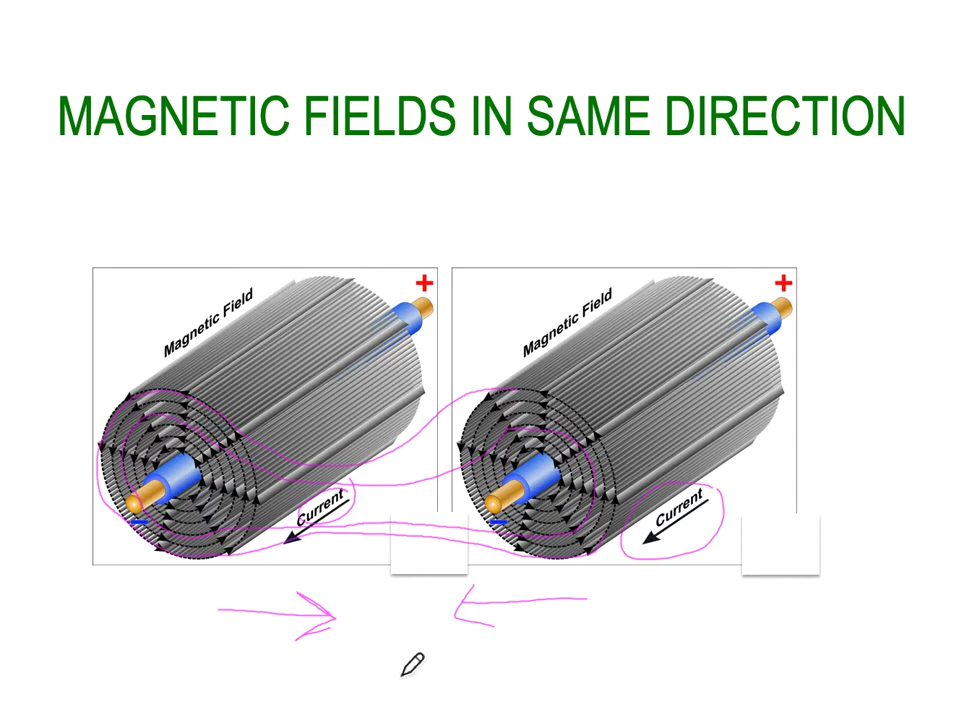 MAGNETIC FIELDS IN SAME DIRECTION
+
+
Magnetic Field
Magnetic Field
Current
Current
-
-